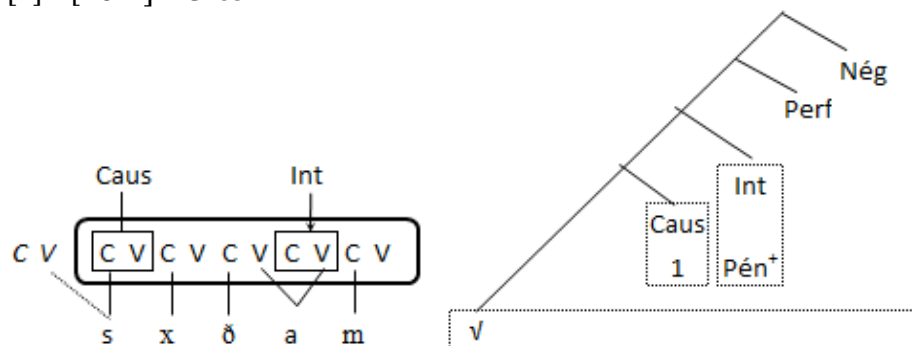 Nég
Perf
Caus Int
Int
Caus
1 Pén⁺
C V C V C V C V C V C V
s x ð a m
√